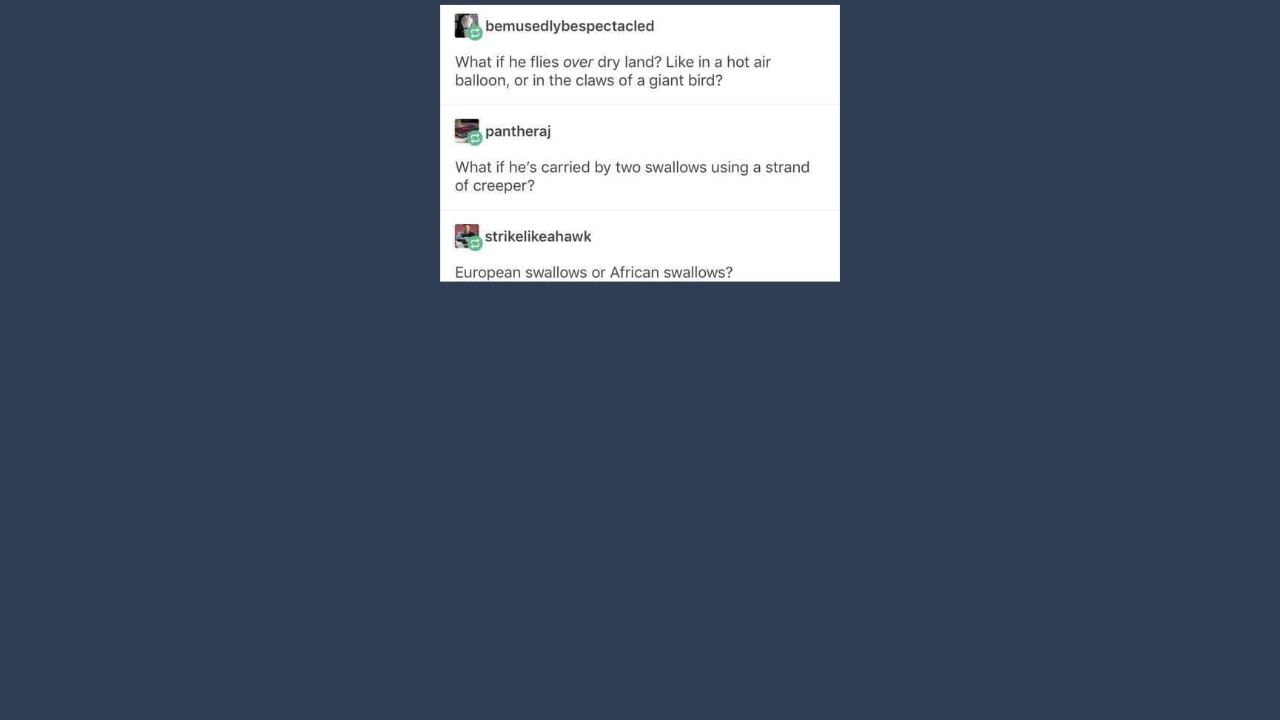 bemusedlybespectacled
What if he flies over dry land? Like in a hot air
balloon, or in the claws of a giant bird?
pantheraj
What if he’s carried by two swallows using a strand
of creeper?
strikelikeahawk
European swallows or African swallows?